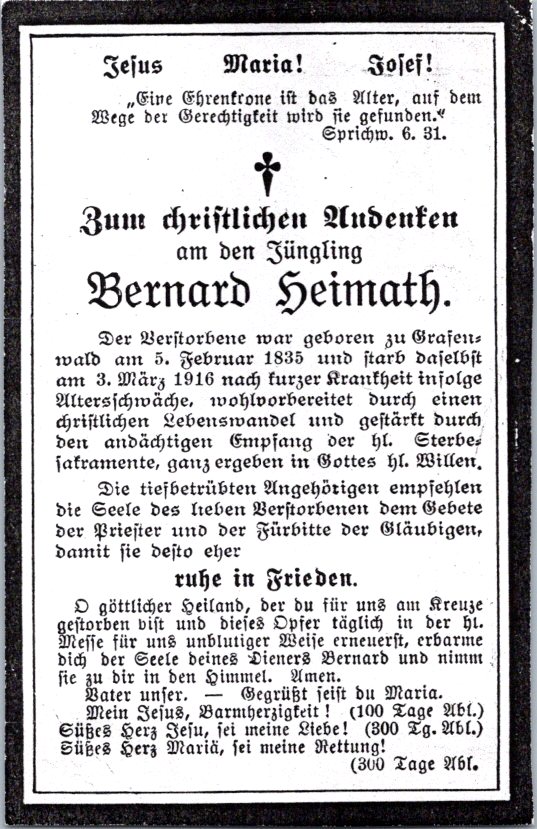 Jesus Maria! Josef!
„Eine Ehrenkrone ist das Alter, auf dem
Wege der Gerechtigkeit wird sie gefunden.“
Sprichw. 6. 31.
Zum christlichen Andenken
am den Jüngling
Bernard Heimath.
Der Verstorbene war geboren zu Grafen-
wald am 5. Februar 1835 und starb daselbst
am 3. März 1916 nach kurzer Krankheit infolge
Altersschwäche, wohlvorbereitet durch einen
christlichen Lebenswandel und gestärkt durch
den andächtigen Empfang der hl. Sterbe-
sakramente, ganz ergeben in Gottes hl. Willen.
Die tiefbetrübten Angehörigen empfehlen
die Seele des lieben Verstorbenen dem Gebete
der Priester und der Fürbitte der Gläubigen,
damit sie desto eher
ruhe in Frieden.
O göttlicher Heiland, der du für uns am Kreuze
gestorben bist und dieses Opfer täglich in der hl.
Messe für uns unblutiger Weise erneuerst, erbarme
dich der Seele deines Dieners Bernard und nimm
sie zu dir in den Himmel. Amen.
Vater unser. — Gegrüßt seist du Maria.
Mein Jesus, Barmherzigkeit! (100 Tage Abl.)
Süßes Herz Jesu, sei meine Liebe! (300 Tg. Abl.)
Süßes Herz Mariä, sei meine Rettung!
(300 Tage Abl.